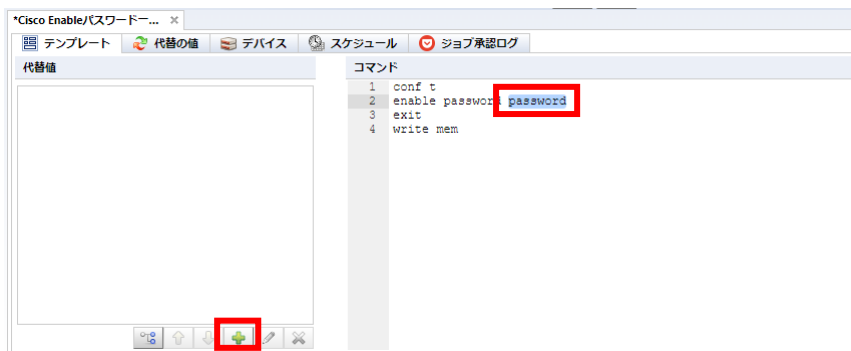 *Cisco Enableパスワードー... ×
テンプレート 代替の値 デバイス スケジュール ジョブ承認ログ
代替値
コマンド
1 conf t
2 enable password password
3 exit
4 write mem